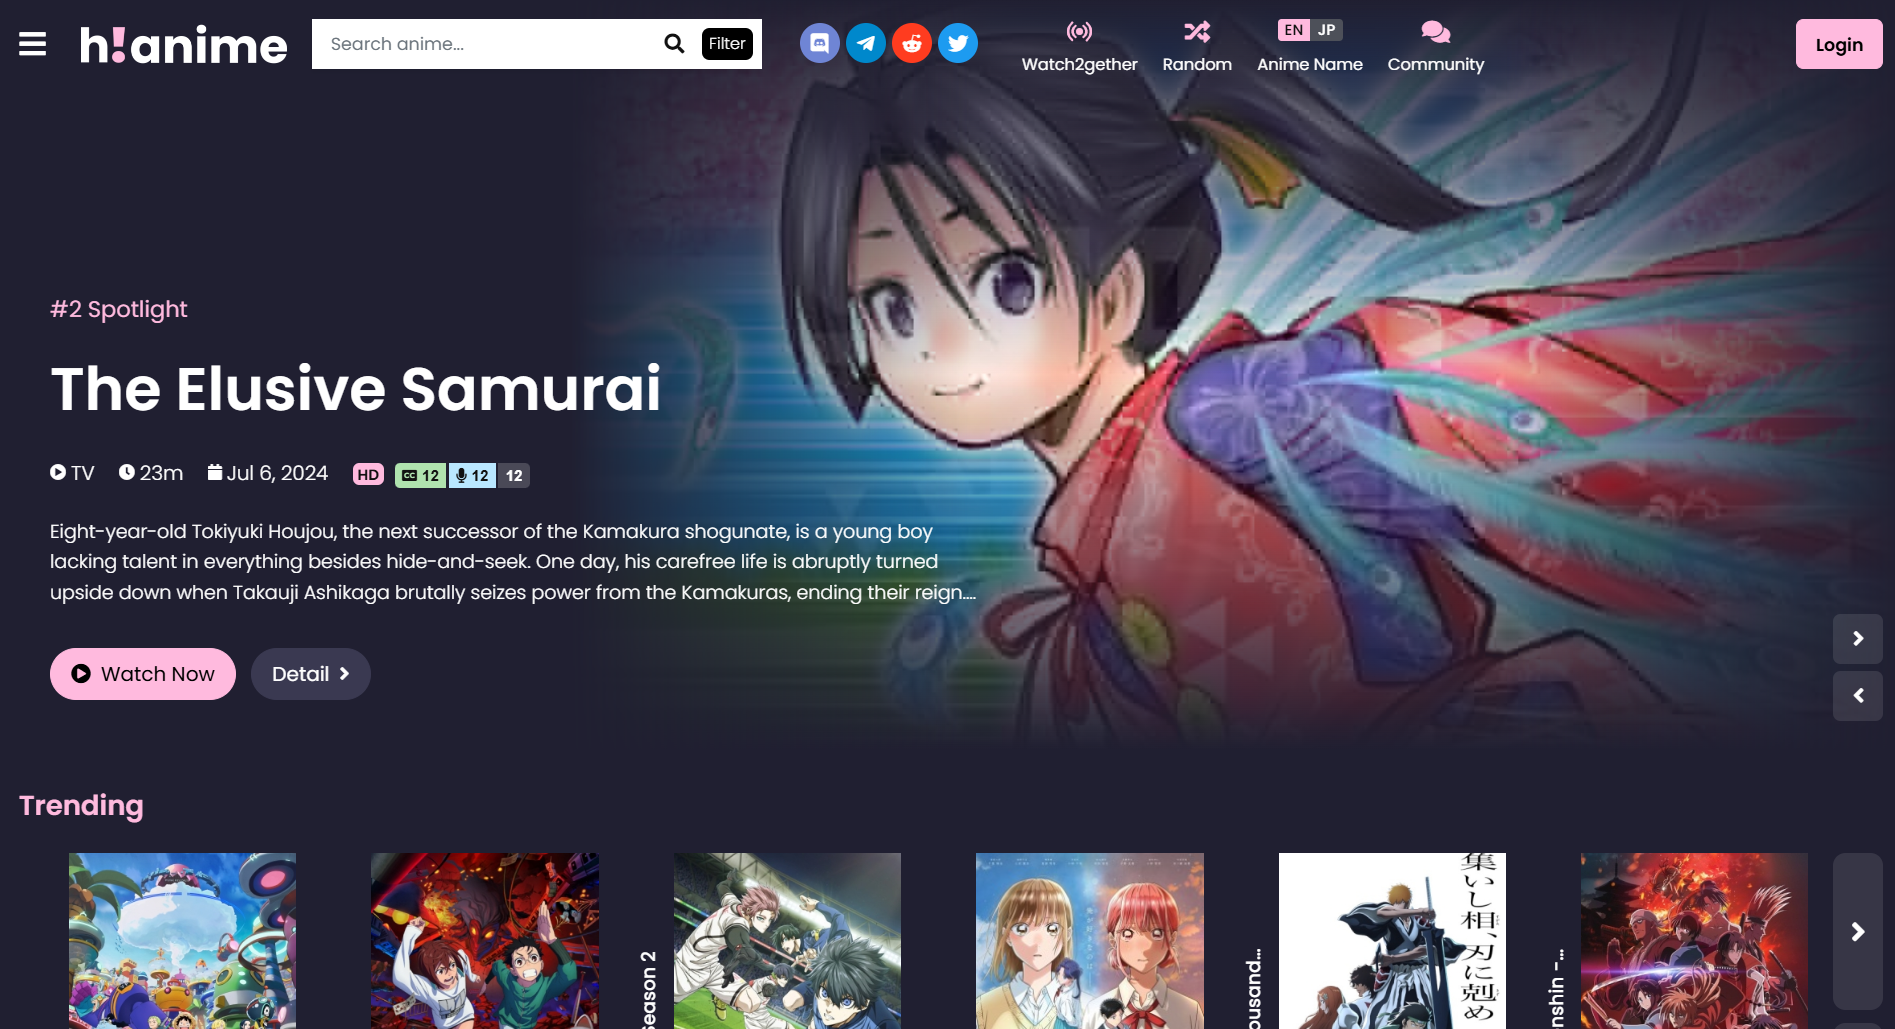 h!anime
Search anime...
Filter
Watch2gether
Random
EN JP
Anime Name
Community
Login
#2 Spotlight
The Elusive Samurai
TV 23m Jul 6, 2024 HD CC 12 12 12
Eight-year-old Tokiyuki Houjou, the next successor of the Kamakura shogunate, is a young boy
lacking talent in everything besides hide-and-seek. One day, his carefree life is abruptly turned
upside down when Takauji Ashikaga brutally seizes power from the Kamakuras, ending their reign....
Watch Now
Detail
Trending
Season 2
ousand...
nshin -...
集いし相、刃に剋め